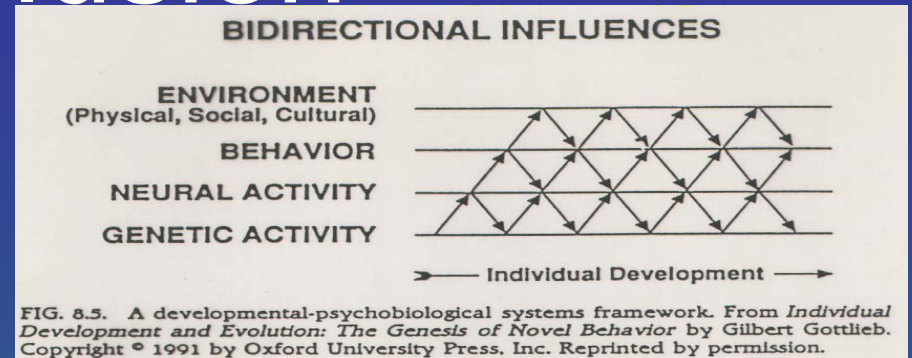 BIDIRECTIONAL INFLUENCES
ENVIRONMENT
(Physical, Social, Cultural)
BEHAVIOR
NEURAL ACTIVITY
GENETIC ACTIVITY
Individual Development
FIG. 8.5. A developmental-psychobiological systems framework. From Individual
Development and Evolution: The Genesis of Novel Behavior by Gilbert Gottlieb.
Copyright © 1991 by Oxford University Press, Inc. Reprinted by permission.